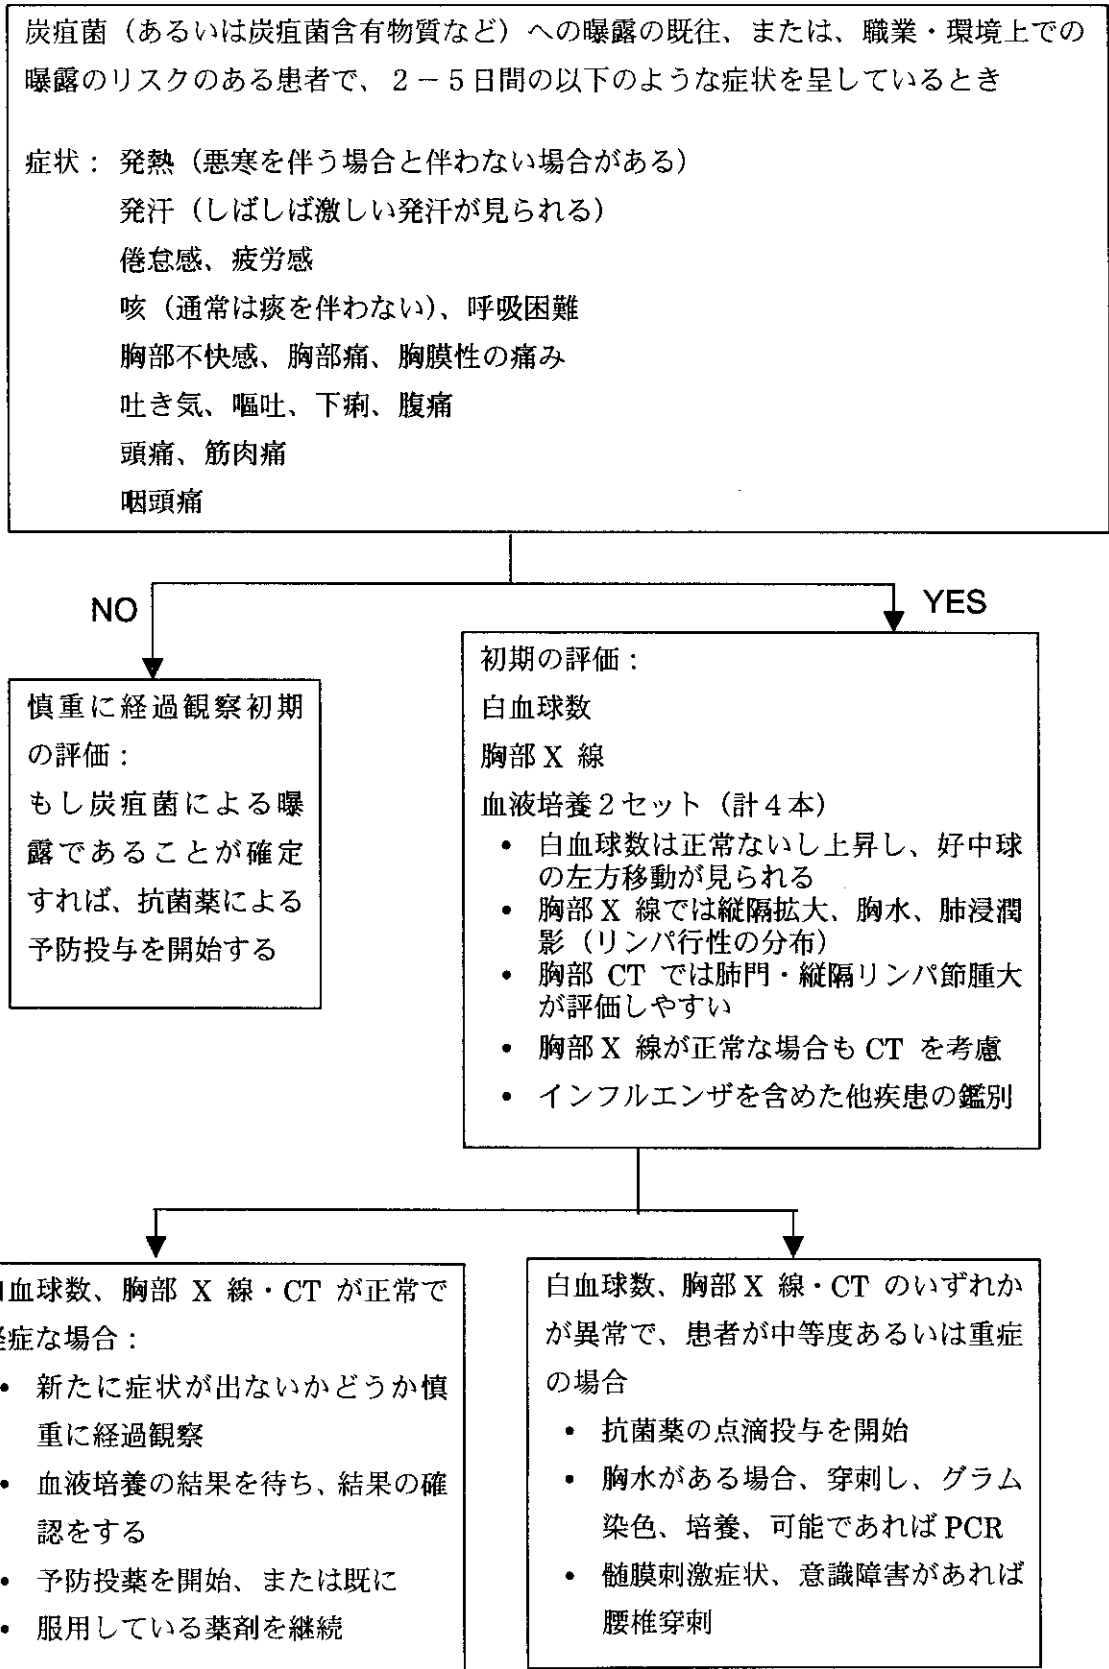 炭疽菌（あるいは炭疽菌含有物質など）への曝露の既往、または、職業・環境上での
曝露のリスクのある患者で、２－５日間の以下のような症状を呈しているとき
症状： 発熱（悪寒を伴う場合と伴わない場合がある）
発汗（しばしば激しい発汗が見られる）
倦怠感、疲労感
咳（通常は痰を伴わない）、呼吸困難
胸部不快感、胸部痛、胸膜性の痛み
吐き気、嘔吐、下痢、腹痛
頭痛、筋肉痛
咽頭痛
NO
YES
慎重に経過観察初期
の評価：
もし炭疽菌による曝
露であることが確定
すれば、抗菌薬による
予防投与を開始する
初期の評価：
白血球数
胸部 X 線
血液培養２セット（計４本）
• 白血球数は正常ないし上昇し、好中球
の左方移動が見られる
• 胸部 X 線では縦隔拡大、胸水、肺浸潤
影（リンパ行性の分布）
• 胸部 CT では肺門・縦隔リンパ節腫大
が評価しやすい
• 胸部 X 線が正常な場合も CT を考慮
• インフルエンザを含めた他疾患の鑑別
白血球数、胸部 X 線・CT が正常で
軽症な場合：
• 新たに症状が出ないかどうか慎
重に経過観察
• 血液培養の結果を待ち、結果の確
認をする
• 予防投薬を開始、または既に
• 服用している薬剤を継続
白血球数、胸部 X 線・CT のいずれか
が異常で、患者が中等度あるいは重症
の場合
• 抗菌薬の点滴投与を開始
• 胸水がある場合、穿刺し、グラム
染色、培養、可能であれば PCR
• 髄膜刺激症状、意識障害があれば
腰椎穿刺